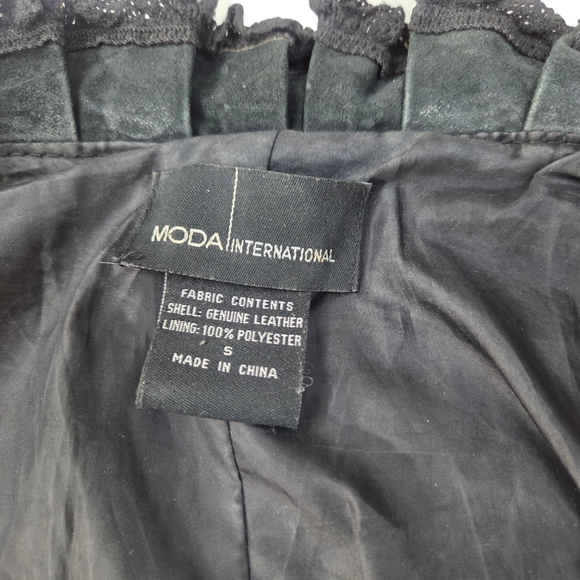 MODA INTERNATIONAL
FABRIC CONTENTS
SHELL: GENUINE LEATHER
LINING: 100% POLYESTER
S
MADE IN CHINA